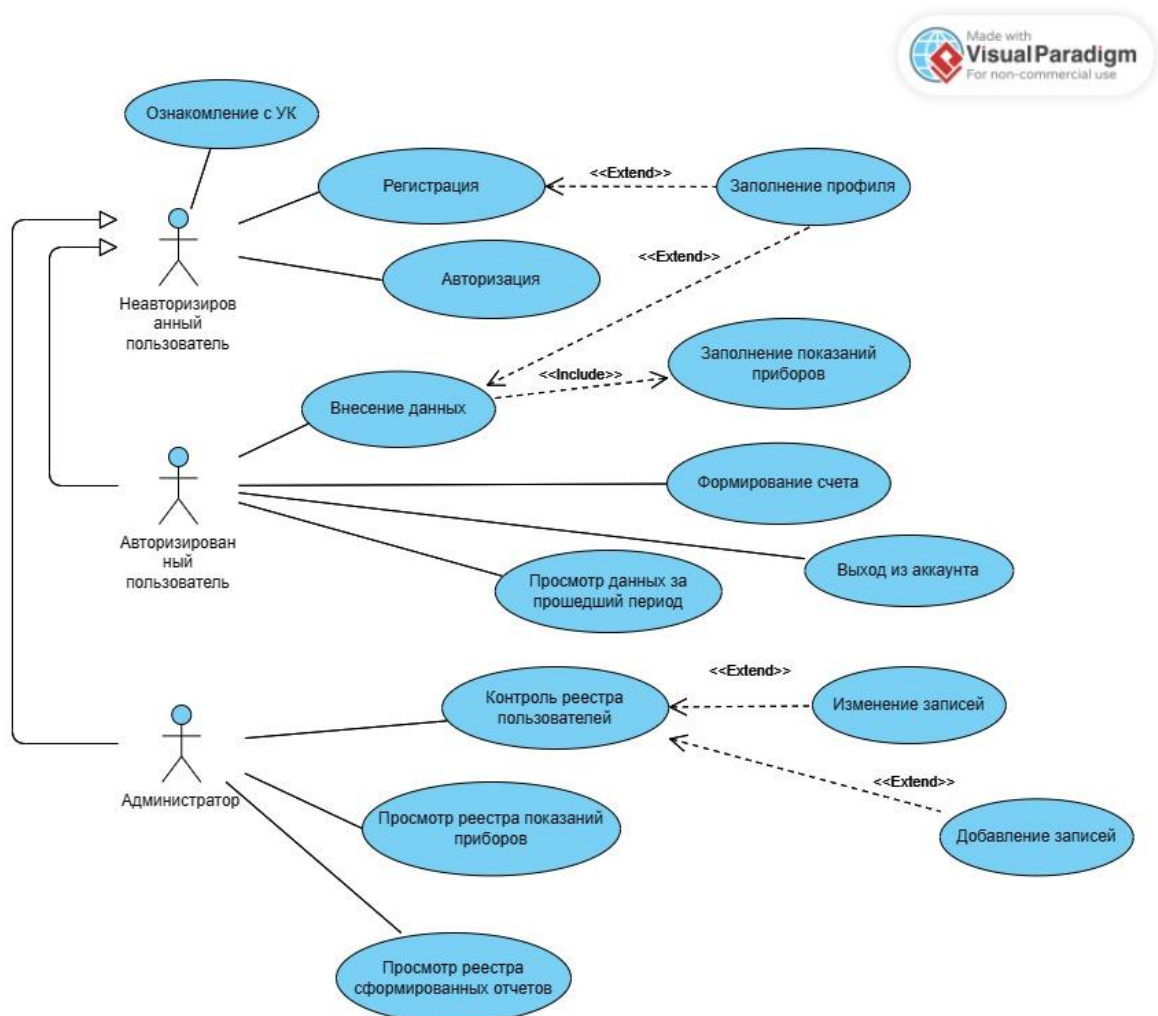 Made with
Visual Paradigm
For non-commercial use
Ознакомление с УК
Регистрация
<<Extend>>
Заполнение профиля
<<Extend>>
Авторизация
Неавторизиров
анный
пользователь
Заполнение показаний
приборов
<<Include>>
Внесение данных
Формирование счета
Авторизирован
ный
пользователь
Выход из аккаунта
Просмотр данных за
прошедший период
<<Extend>>
Контроль реестра
пользователей
Изменение записей
<<Extend>>
Администратор
Просмотр реестра показаний
приборов
Добавление записей
Просмотр реестра
сформированных отчетов